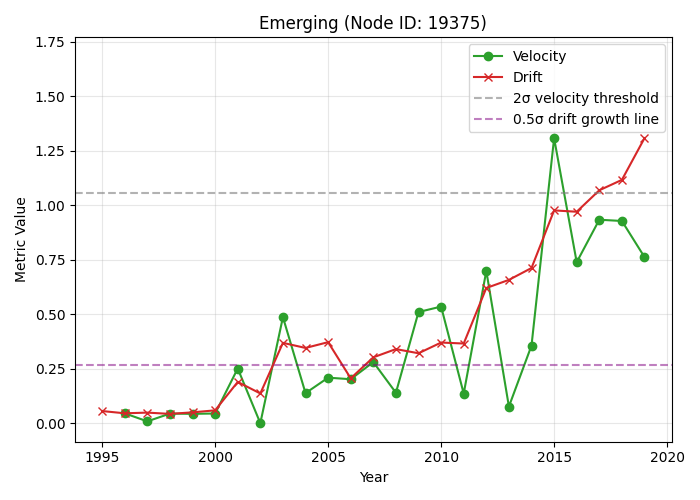 Emerging (Node ID: 19375)
Velocity
Drift
2σ velocity threshold
0.5σ drift growth line
Metric Value
1.75
1.50
1.25
1.00
0.75
0.50
0.25
0.00
1995
2000
2005
2010
2015
2020
Year